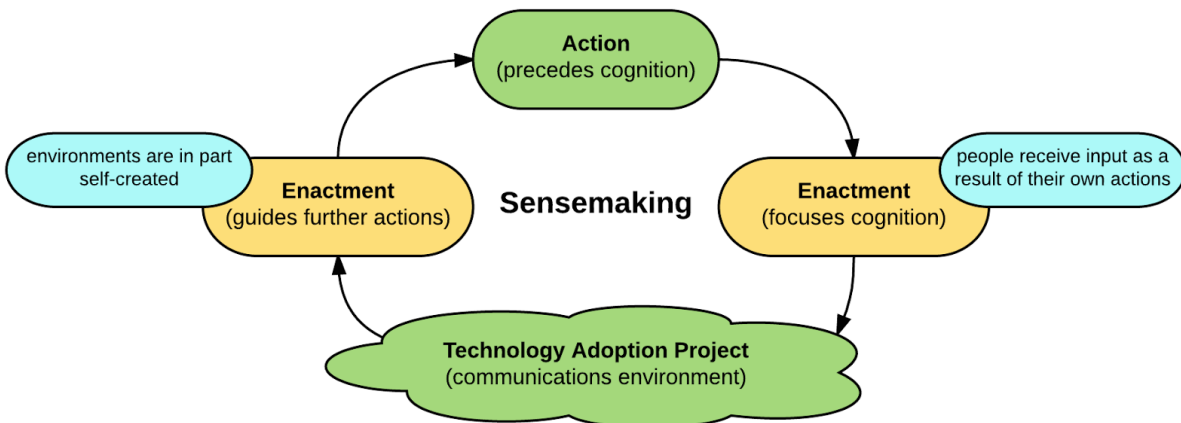 Action
(precedes cognition)
environments are in part
self-created
Enactment
(guides further actions)
Sensemaking
Enactment
(focuses cognition)
people receive input as a
result of their own actions
Technology Adoption Project
(communications environment)